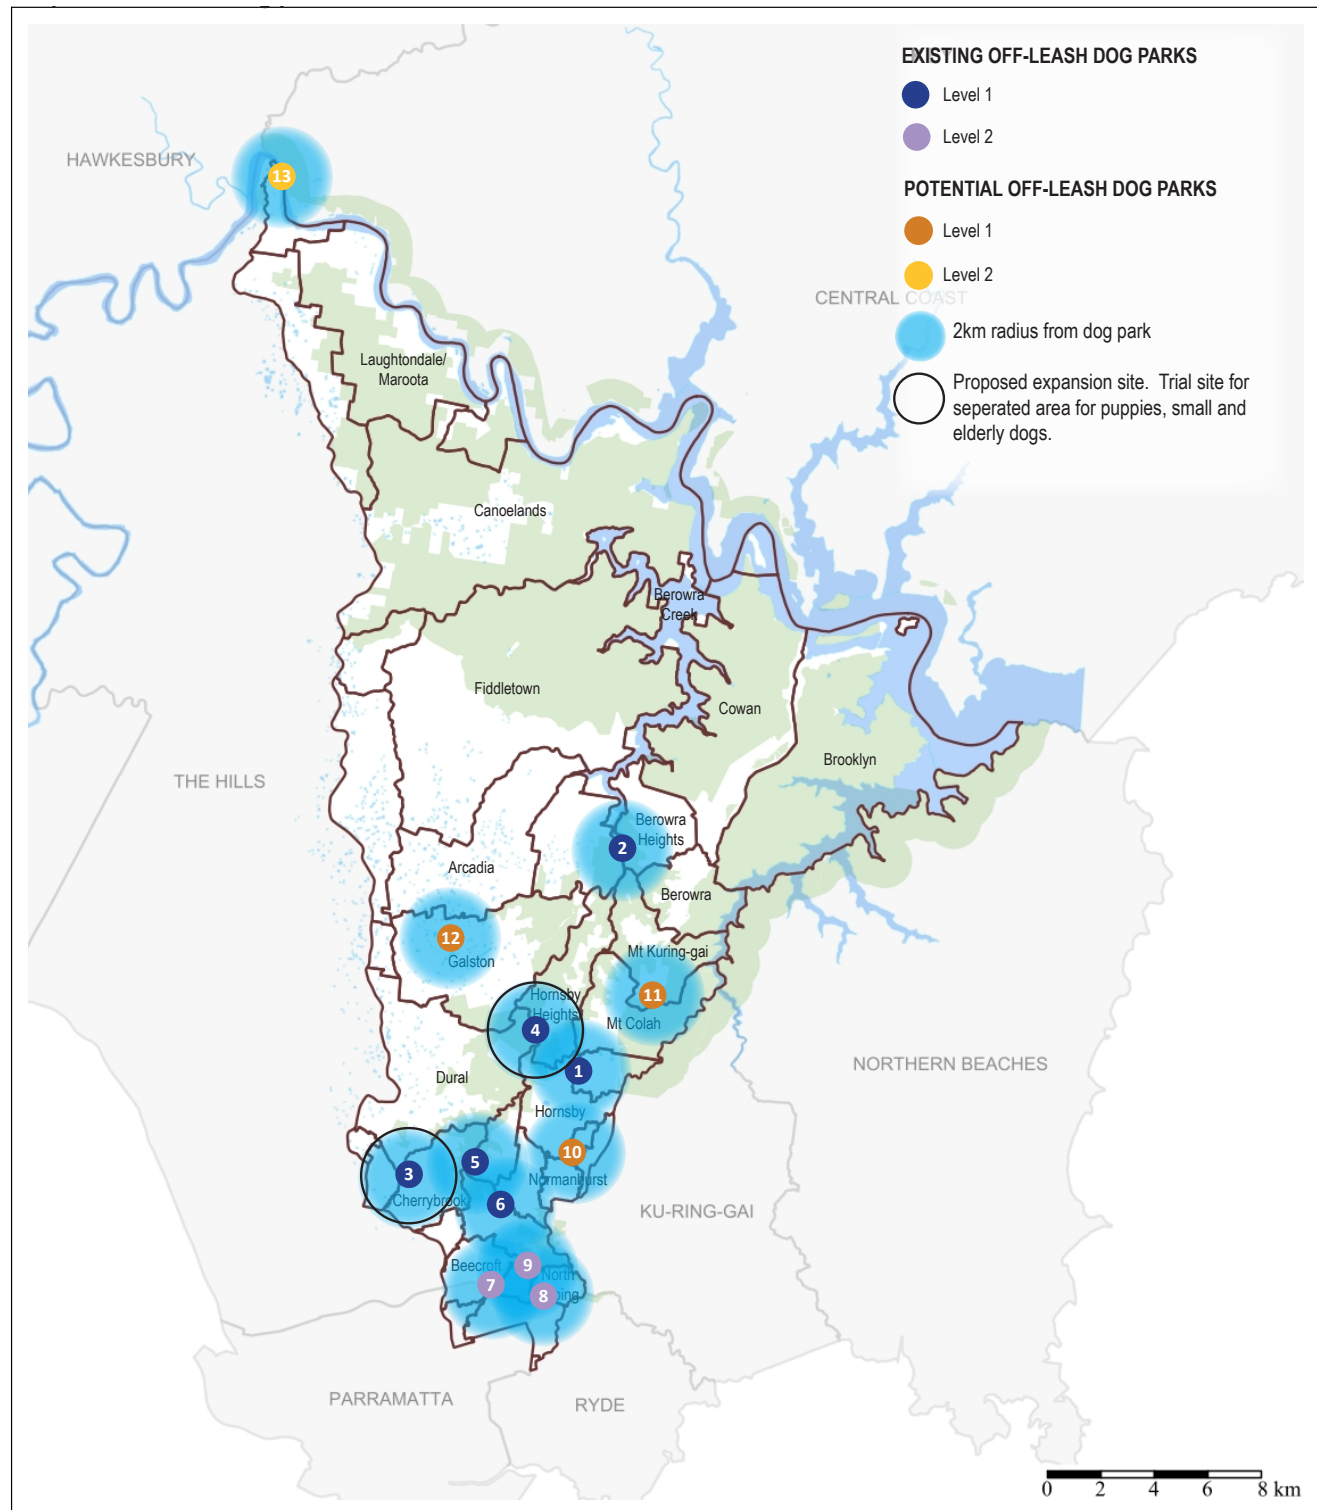 EXISTING OFF-LEASH DOG PARKS
Level 1
Level 2
POTENTIAL OFF-LEASH DOG PARKS
Level 1
Level 2
2km radius from dog park
Proposed expansion site. Trial site for
seperated area for puppies, small and
elderly dogs.
HAWKESBURY
13
CENTRAL COAST
Laughtondale/
Maroota
Canoelands
Berowra
Creek
Fiddletown
Cowan
Brooklyn
THE HILLS
Berowra
Heights
2
Arcadia
Berowra
12
Galston
Mt Kuring-gai
11
Mt Colah
Hornsby
Heights
4
1
Dural
NORTHERN BEACHES
Hornsby
10
Normanhurst
5
3
Cherrybrook
6
KU-RING-GAI
Beecroft
9
North
7
8
PARRAMATTA
RYDE
0 2 4 6 8 km